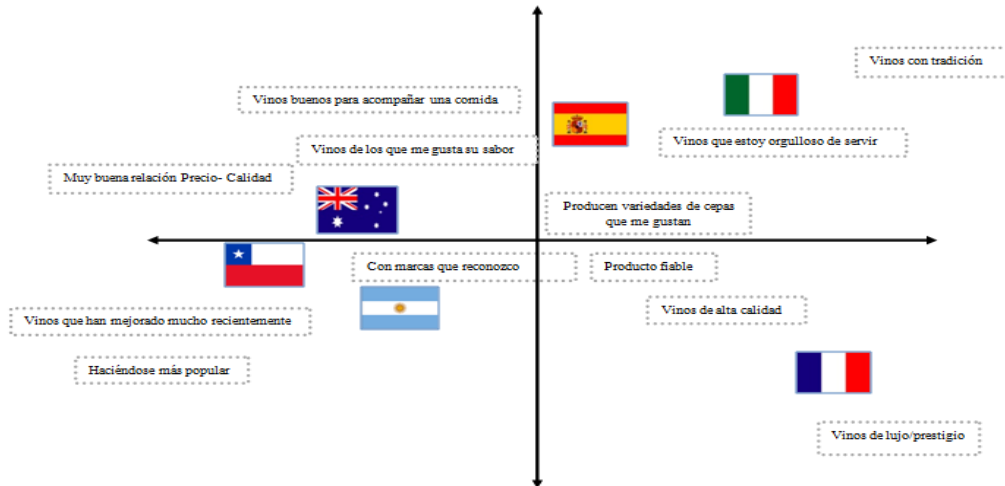 Vinos con tradición
Vinos buenos para acompañar una comida
Vinos que estoy orgulloso de servir
Vinos de los que me gusta su sabor
Muy buena relación Precio- Calidad
Producen variedades de cepas
que me gustan
Con marcas que reconozco
Producto fiable
Vinos de alta calidad
Vinos que han mejorado mucho recientemente
Haciéndose más popular
Vinos de lujo/prestigio